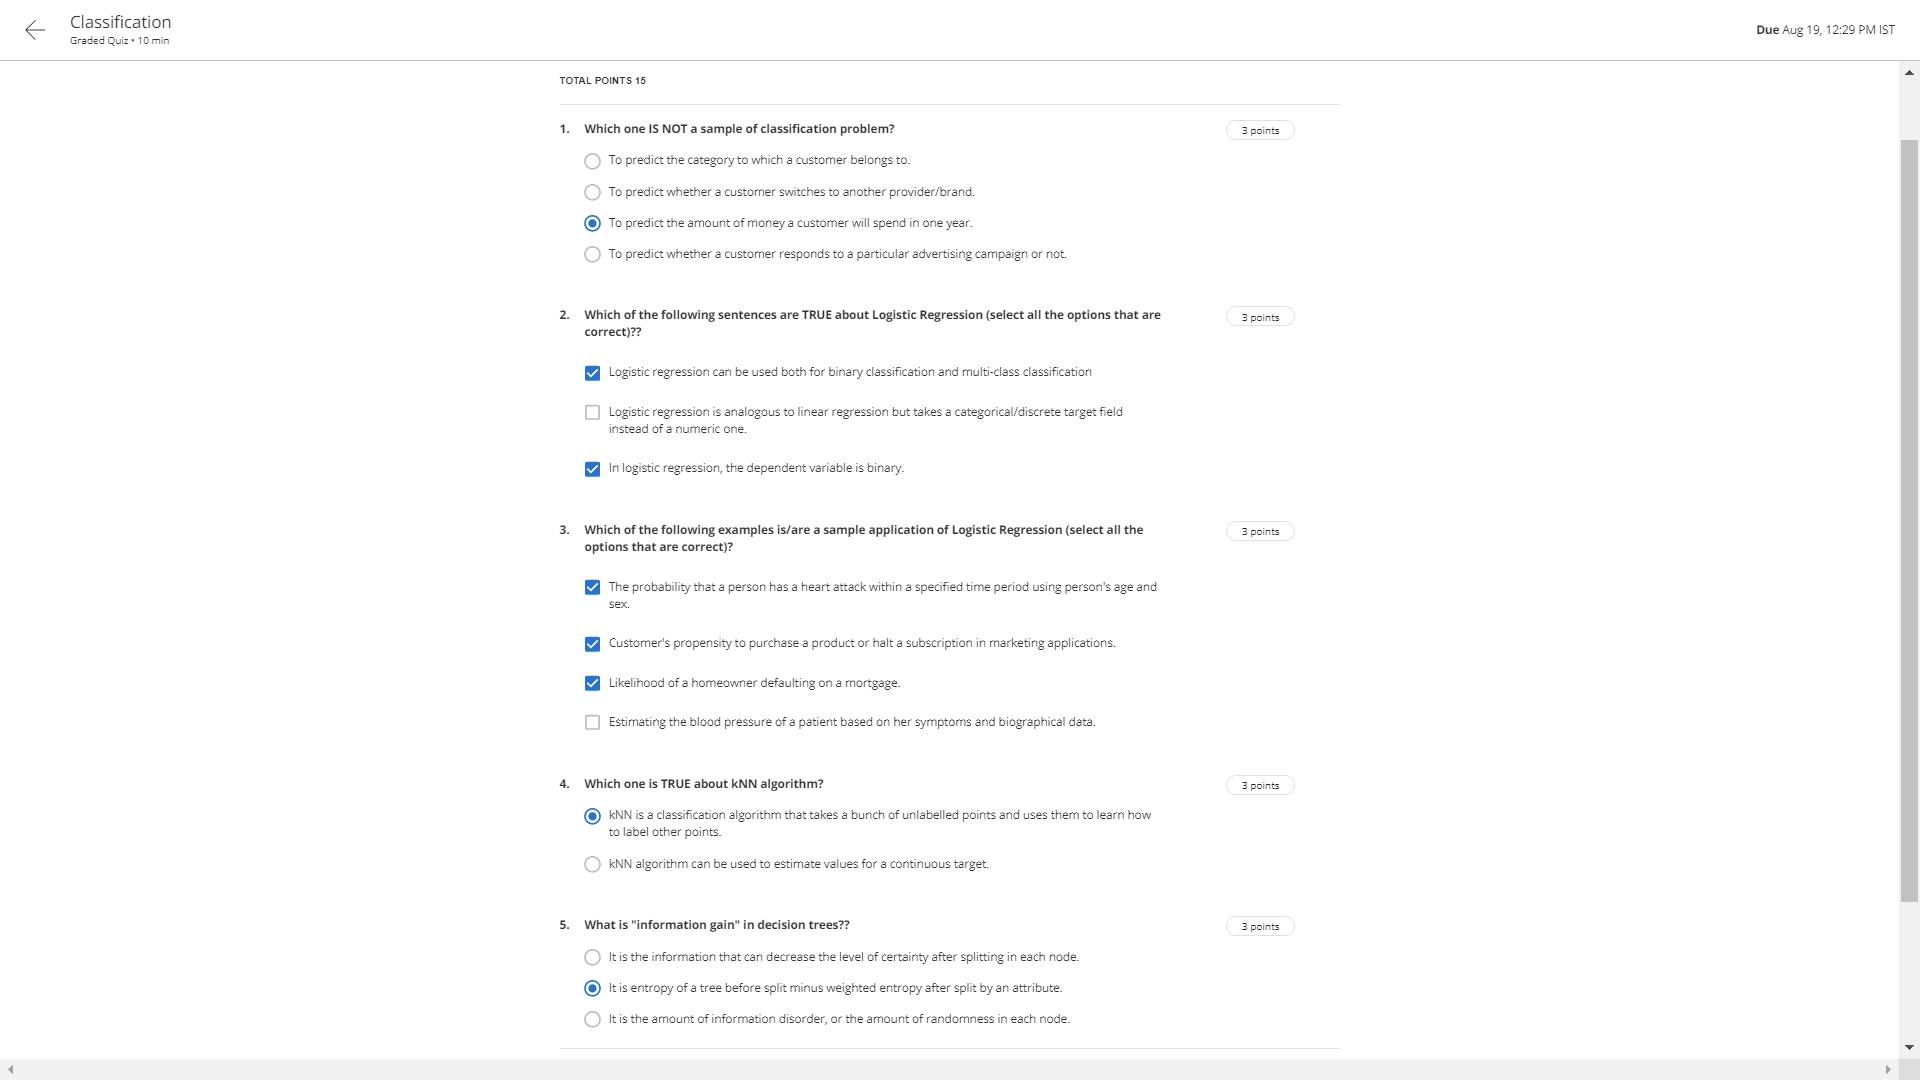 Classification
Graded Quiz • 10 min
Due Aug 19, 12:29 PM IST
TOTAL POINTS 15
1. Which one IS NOT a sample of classification problem?
3 points
To predict the category to which a customer belongs to.
To predict whether a customer switches to another provider/brand.
To predict the amount of money a customer will spend in one year.
To predict whether a customer responds to a particular advertising campaign or not.
2. Which of the following sentences are TRUE about Logistic Regression (select all the options that are
correct)??
3 points
Logistic regression can be used both for binary classification and multi-class classification
Logistic regression is analogous to linear regression but takes a categorical/discrete target field
instead of a numeric one.
In logistic regression, the dependent variable is binary.
3. Which of the following examples is/are a sample application of Logistic Regression (select all the
options that are correct)?
3 points
The probability that a person has a heart attack within a specified time period using person's age and
sex.
Customer's propensity to purchase a product or halt a subscription in marketing applications.
Likelihood of a homeowner defaulting on a mortgage.
Estimating the blood pressure of a patient based on her symptoms and biographical data.
4. Which one is TRUE about kNN algorithm?
3 points
kNN is a classification algorithm that takes a bunch of unlabelled points and uses them to learn how
to label other points.
kNN algorithm can be used to estimate values for a continuous target.
5. What is "information gain" in decision trees??
3 points
It is the information that can decrease the level of certainty after splitting in each node.
It is entropy of a tree before split minus weighted entropy after split by an attribute.
It is the amount of information disorder, or the amount of randomness in each node.